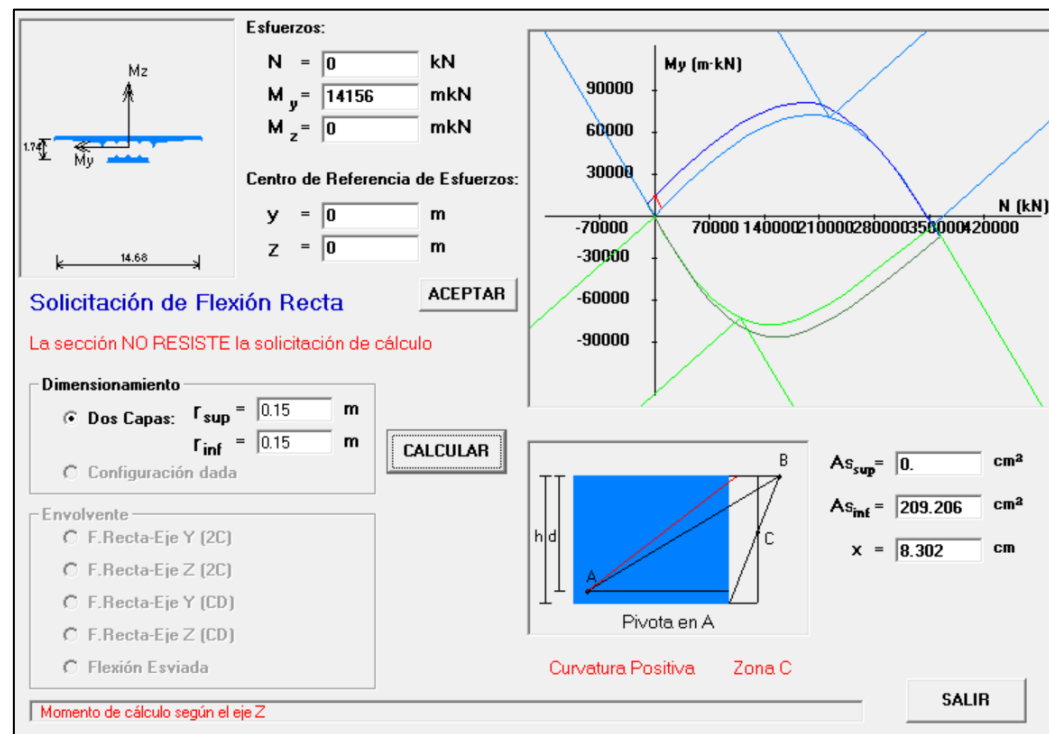 Esfuerzos:
N = 0 kN
M y = 14156 mkN
M z = 0 mkN
Centro de Referencia de Esfuerzos:
y = 0 m
z = 0 m
ACEPTAR
Mz
My
1.74
14.68
Solicitación de Flexión Recta
La sección NO RESISTE la solicitación de cálculo
Dimensionamiento
Dos Capas: r sup = 0.15 m
r inf = 0.15 m
Configuración dada
CALCULAR
Envolvente
F.Recta-Eje Y (2C)
F.Recta-Eje Z (2C)
F.Recta-Eje Y (CD)
F.Recta-Eje Z (CD)
Flexión Esviada
My (m·kN)
90000
60000
30000
N (kN)
-70000 70000 140000 210000 280000 350000 420000
-30000
-60000
-90000
h d
A
B
C
Pivota en A
As sup = 0. cm²
As inf = 209.206 cm²
x = 8.302 cm
Curvatura Positiva Zona C
Momento de cálculo según el eje Z
SALIR